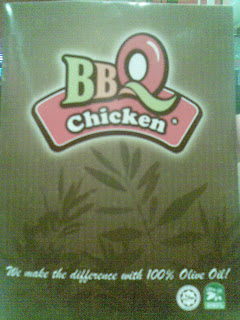 BBQ
Chicken
We make the difference with 100% Olive Oil!